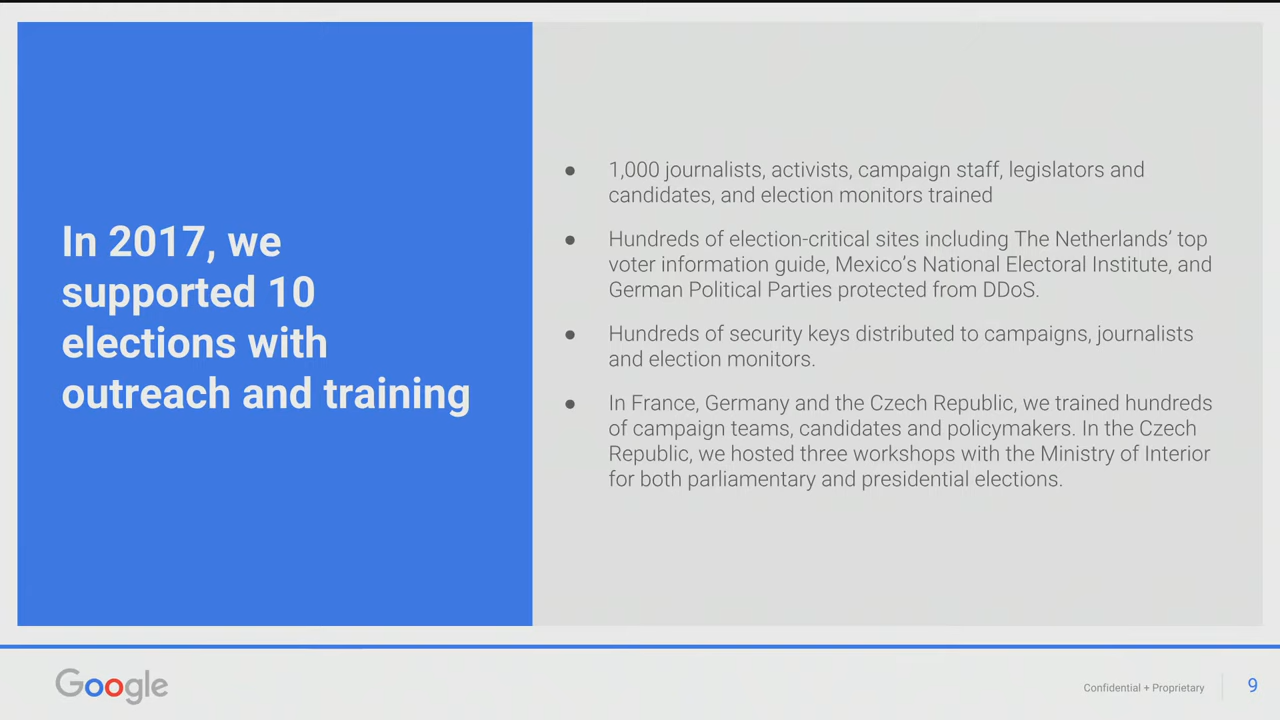 In 2017, we
supported 10
elections with
outreach and training
● 1,000 journalists, activists, campaign staff, legislators and
candidates, and election monitors trained
● Hundreds of election-critical sites including The Netherlands’ top
voter information guide, Mexico’s National Electoral Institute, and
German Political Parties protected from DDoS.
● Hundreds of security keys distributed to campaigns, journalists
and election monitors.
● In France, Germany and the Czech Republic, we trained hundreds
of campaign teams, candidates and policymakers. In the Czech
Republic, we hosted three workshops with the Ministry of Interior
for both parliamentary and presidential elections.
Google
Confidential + Proprietary
9